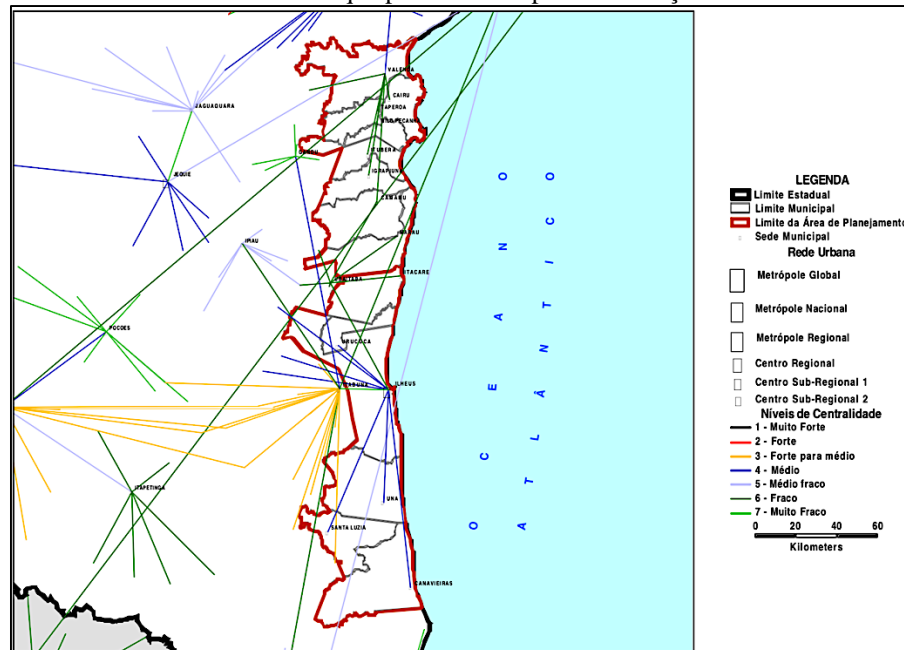 VALENÇA
CAIRU
JAGUAQUARA
ITUBERA
IGRAPIUNA
JEQUIE
CAMAMU
MARAU
IPIAU
ITACARE
UBAITABA
POCOES
URUCUCA
ITABUNA
ILHEUS
ITAPETINGA
UNA
SANTA LUZIA
CANAVIEIRAS
OCEANO
ATLÂNTICO
LEGENDA
Limite Estadual
Limite Municipal
Limite da Área de Planejamento
Sede Municipal
Rede Urbana
Metrópole Global
Metrópole Nacional
Metrópole Regional
Centro Regional
Centro Sub-Regional 1
Centro Sub-Regional 2
Níveis de Centralidade
1 - Muito Forte
2 - Forte
3 - Forte para médio
4 - Médio
5 - Médio fraco
6 - Fraco
7 - Muito Fraco
0 20 40 60
Kilometers